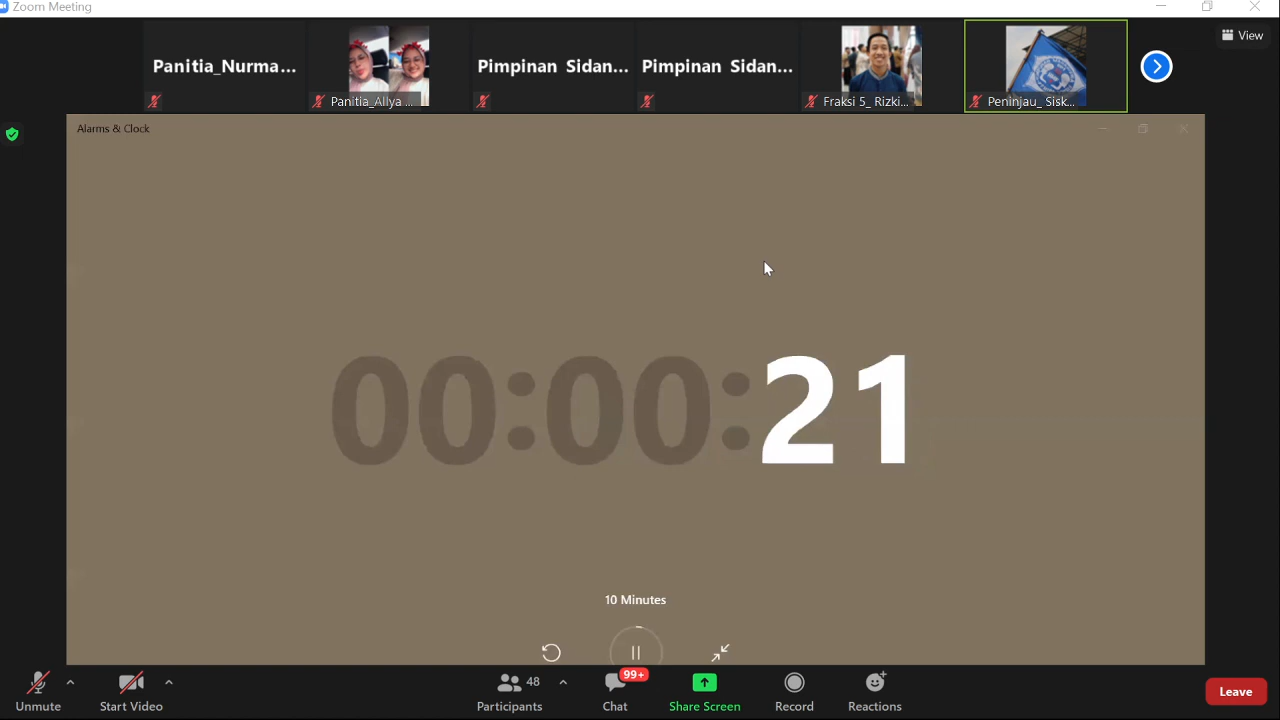 Zoom Meeting
View
Panitia_Nurma...
Panitia_Allya ...
Pimpinan Sidan...
Pimpinan Sidan...
Fraksi 5_ Rizki...
Peninjau_ Sisk...
Alarms & Clock
00:00:21
10 Minutes
Unmute
Start Video
48
Participants
99+
Chat
Share Screen
Record
Reactions
Leave